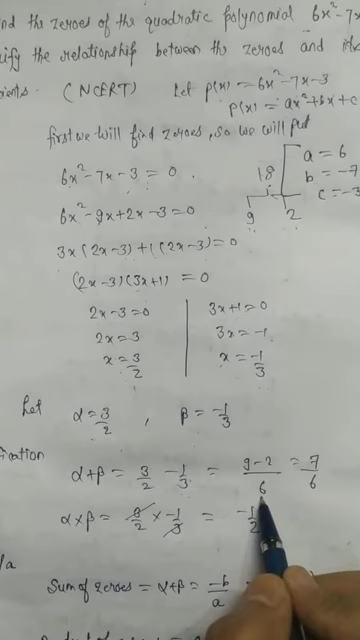 nd the zeroes of the quadratic polynomial 6x²-7x
ify the relationship between the zeroes and
ients. (NCERT) Let p(x) = 6x²-7x-3
p(x) = ax²+bx+c
first we will find zeroes, so we will put
6x²-7x-3=0
a=6
b=-7
c=-3
18
9 2
6x²-9x+2x-3=0
3x(2x-3)+1(2x-3)=0
(2x-3)(3x+1)=0
2x-3=0 3x+1=0
2x=3 3x=-1
x=3/2 x=-1/3
Let α=3/2, β=-1/3
ication
α+β = 3/2 -1/3 = 9-2/6 = 7/6
α×β = 3/2 × -1/3 = -1/2
/a
Sum of zeroes = α+β = -b/a